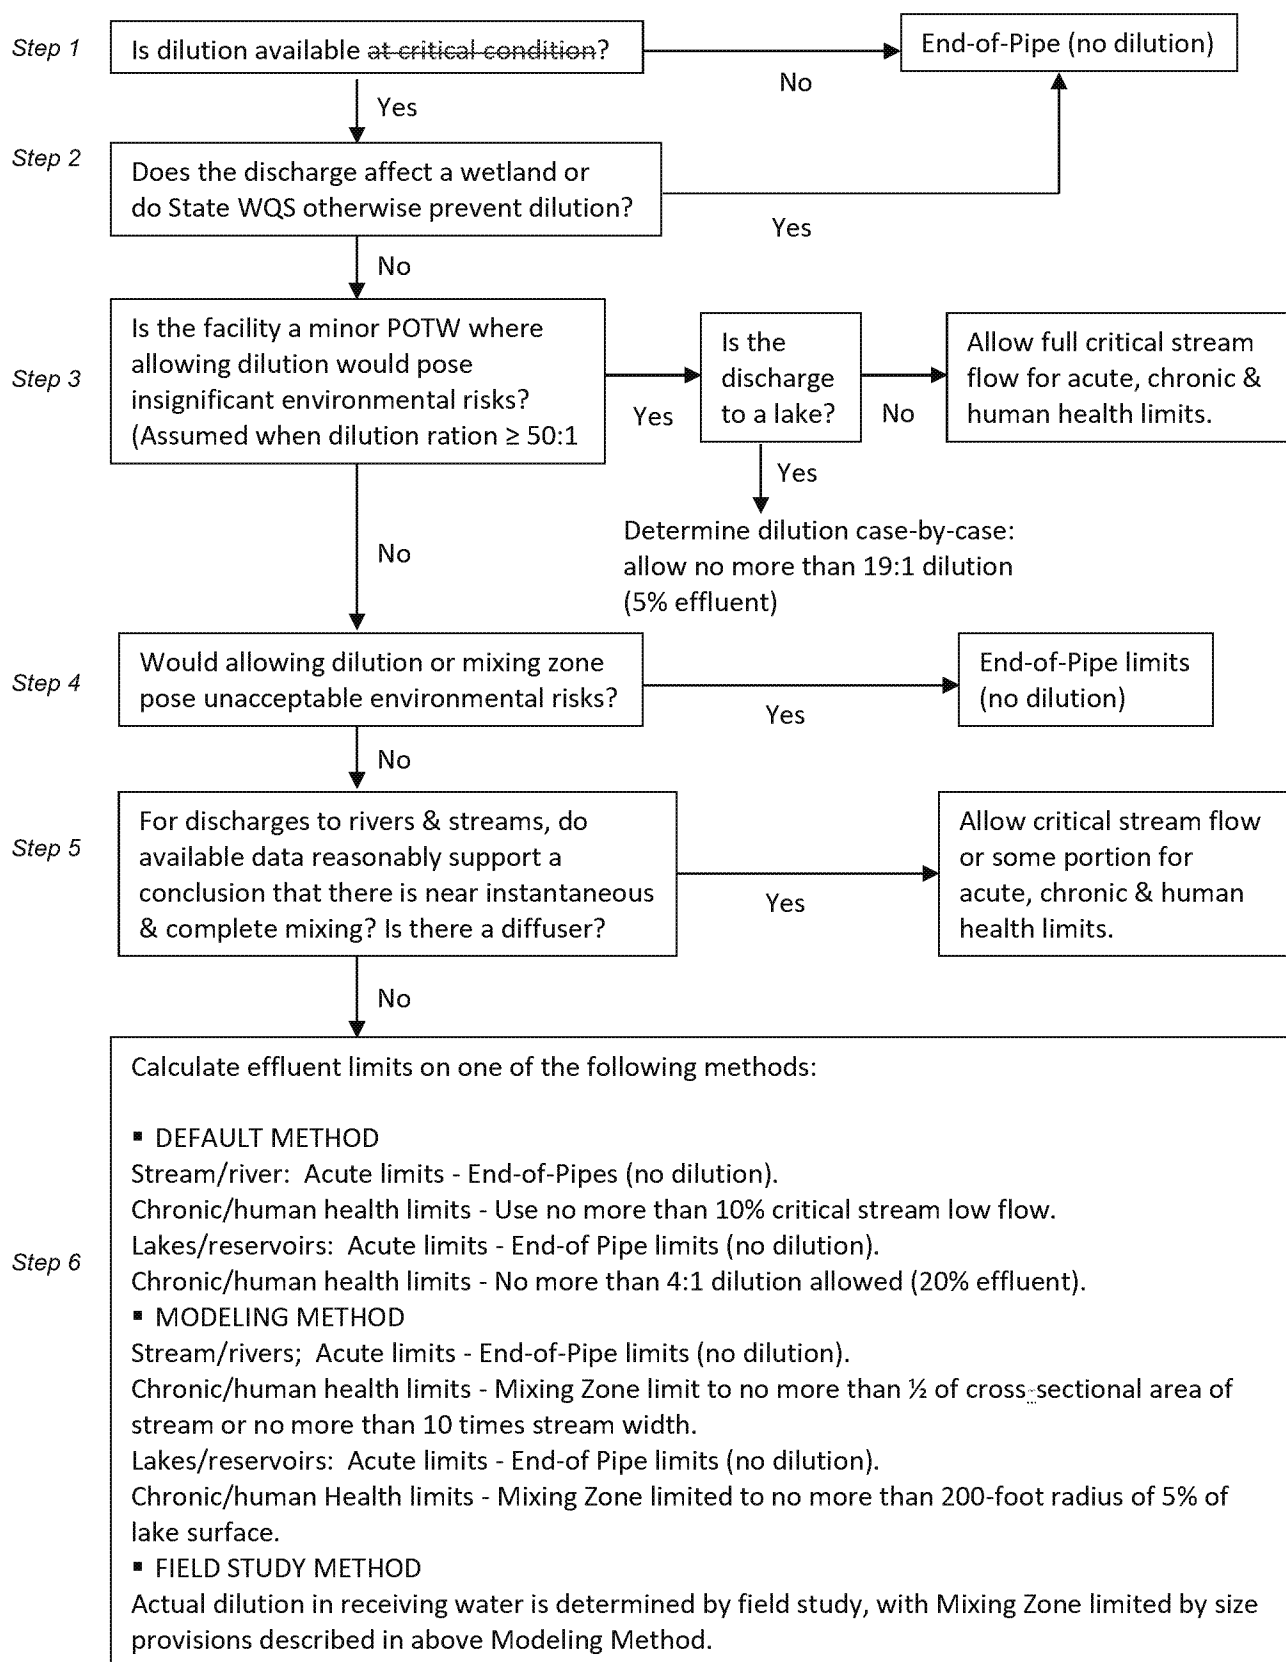 Step 1
Is dilution available at critical condition?
No
End-of-Pipe (no dilution)
Yes
Step 2
Does the discharge affect a wetland or
do State WQS otherwise prevent dilution?
Yes
No
Step 3
Is the facility a minor POTW where
allowing dilution would pose
insignificant environmental risks?
(Assumed when dilution ration ≥ 50:1
Yes
Is the
discharge
to a lake?
No
Allow full critical stream
flow for acute, chronic &
human health limits.
Yes
Determine dilution case-by-case:
allow no more than 19:1 dilution
(5% effluent)
No
Step 4
Would allowing dilution or mixing zone
pose unacceptable environmental risks?
Yes
End-of-Pipe limits
(no dilution)
No
Step 5
For discharges to rivers & streams, do
available data reasonably support a
conclusion that there is near instantaneous
& complete mixing? Is there a diffuser?
Yes
Allow critical stream flow
or some portion for
acute, chronic & human
health limits.
No
Step 6
Calculate effluent limits on one of the following methods:
▪ DEFAULT METHOD
Stream/river:  Acute limits - End-of-Pipes (no dilution).
Chronic/human health limits - Use no more than 10% critical stream low flow.
Lakes/reservoirs:  Acute limits - End-of Pipe limits (no dilution).
Chronic/human health limits - No more than 4:1 dilution allowed (20% effluent).
▪ MODELING METHOD
Stream/rivers;  Acute limits - End-of-Pipe limits (no dilution).
Chronic/human health limits - Mixing Zone limit to no more than ½ of cross-sectional area of
stream or no more than 10 times stream width.
Lakes/reservoirs:  Acute limits - End-of Pipe limits (no dilution).
Chronic/human Health limits - Mixing Zone limited to no more than 200-foot radius of 5% of
lake surface.
▪ FIELD STUDY METHOD
Actual dilution in receiving water is determined by field study, with Mixing Zone limited by size
provisions described in above Modeling Method.